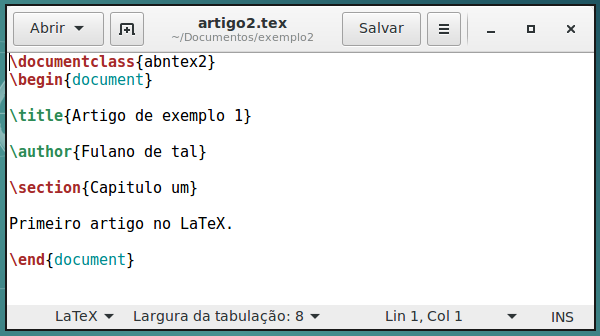 Abrir
artigo2.tex
~/Documentos/exemplo2
Salvar
\documentclass{abntex2}
\begin{document}
\title{Artigo de exemplo 1}
\author{Fulano de tal}
\section{Capitulo um}
Primeiro artigo no LaTeX.
\end{document}
LaTeX Largura da tabulação: 8 Lin 1, Col 1 INS